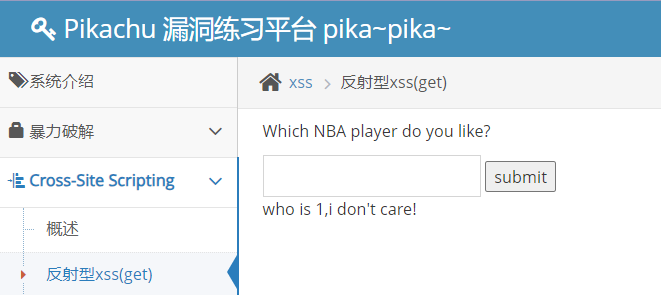 Pikachu 漏洞练习平台 pika~pika~
系统介绍
暴力破解
Cross-Site Scripting
概述
反射型xss(get)
xss > 反射型xss(get)
Which NBA player do you like?
submit
who is 1,i don't care!